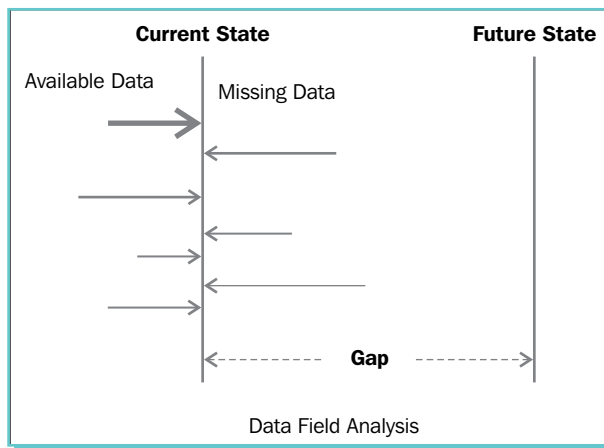 Current State
Future State
Available Data
Missing Data
Gap
Data Field Analysis